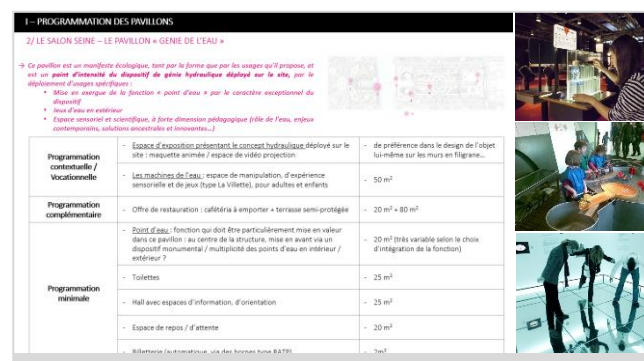 I – PROGRAMMATION DES PAVILLONS
2/ LE SALON SEINE – LE PAVILLON « GENIE DE L'EAU »
→ Ce pavillon est un manifeste écologique, tant par la forme que par les usages qu'il propose, et
est un point d'intensité du dispositif de génie hydraulique déployé sur le site, par le
déploiement d'usages spécifiques :
• Mise en exergue de la fonction « point d'eau » par le caractère exceptionnel du
dispositif
• Jeux d'eau en extérieur
• Espace sensoriel et scientifique, à forte dimension pédagogique (rôle de l'eau, enjeux
contemporains, solutions ancestrales et innovantes...)
Programmation
contextuelle /
Vocationnelle
- Espace d'exposition présentant le concept hydraulique déployé sur le
site : maquette animée / espace de vidéo projection
- de préférence dans le design de l'objet
lui-même sur les murs en filigrane...
- Les machines de l'eau : espace de manipulation, d'expérience
sensorielle et de jeux (type La Villette), pour adultes et enfants
- 50 m²
Programmation
complémentaire
- Offre de restauration : cafétéria à emporter + terrasse semi-protégée
- 20 m² + 80 m²
Programmation
minimale
- Point d'eau : fonction qui doit être particulièrement mise en valeur
dans ce pavillon : au centre de la structure, mise en avant via un
dispositif monumental / multiplicité des points d'eau en intérieur /
extérieur ?
- 20 m² (très variable selon le choix
d'intégration de la fonction)
- Toilettes
- 25 m²
- Hall avec espaces d'information, d'orientation
- 25 m²
- Espace de repos / d'attente
- 20 m²
- Billetterie (automatique, via des bornes type RATP)
- 2m²